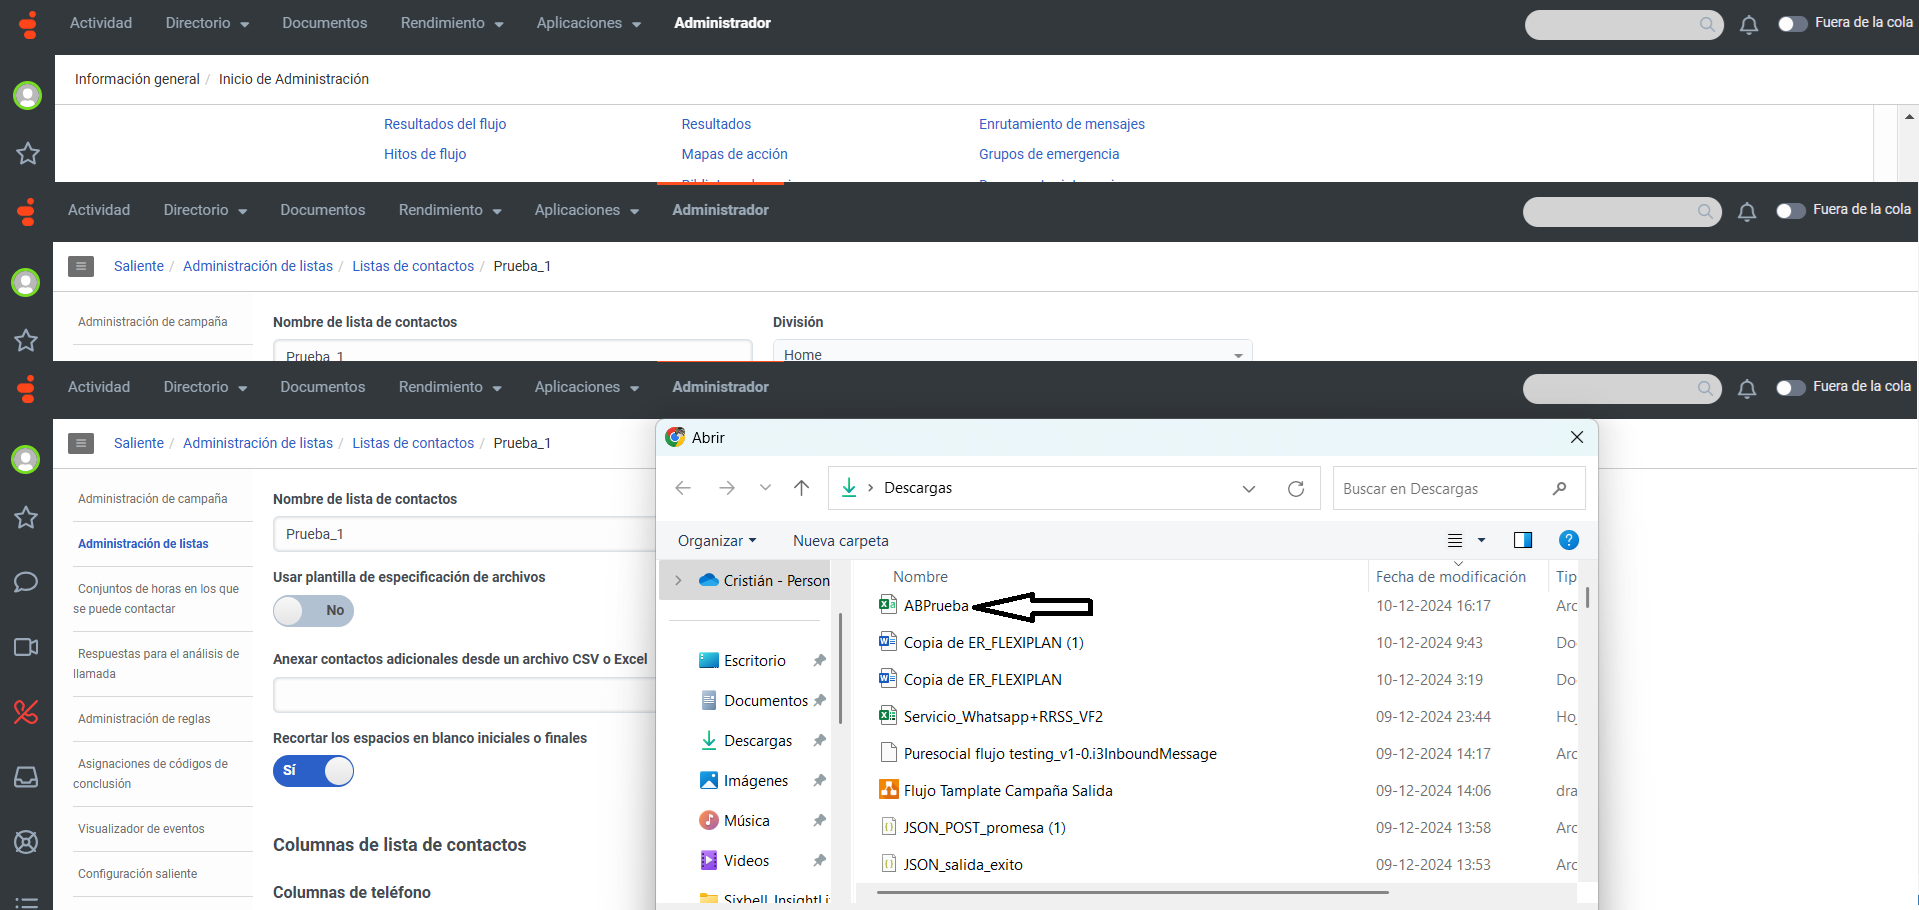 Actividad Directorio Documentos Rendimiento Aplicaciones Administrador Fuera de la cola
Información general / Inicio de Administración
Resultados del flujo Resultados Enrutamiento de mensajes
Hitos de flujo Mapas de acción Grupos de emergencia
Actividad Directorio Documentos Rendimiento Aplicaciones Administrador Fuera de la cola
Saliente / Administración de listas / Listas de contactos / Prueba_1
Administración de campaña
Nombre de lista de contactos División
Prueba_1 Home
Actividad Directorio Documentos Rendimiento Aplicaciones Administrador Fuera de la cola
Saliente / Administración de listas / Listas de contactos / Prueba_1
Administración de campaña
Administración de listas
Conjuntos de horas en los que
se puede contactar
Respuestas para el análisis de
llamada
Administración de reglas
Asignaciones de códigos de
conclusión
Visualizador de eventos
Configuración saliente
Nombre de lista de contactos
Prueba_1
Usar plantilla de especificación de archivos
No
Anexar contactos adicionales desde un archivo CSV o Excel
Recortar los espacios en blanco iniciales o finales
Sí
Columnas de lista de contactos
Columnas de teléfono
Abrir
Descargas
Buscar en Descargas
Organizar Nueva carpeta
Cristián - Person
Escritorio
Documentos
Descargas
Imágenes
Música
Videos
Sixbell InsightLi
Nombre Fecha de modificación Tip
ABPrueba 10-12-2024 16:17 Arc
Copia de ER_FLEXIPLAN (1) 10-12-2024 9:43 Do
Copia de ER_FLEXIPLAN 10-12-2024 3:19 Do
Servicio_Whatsapp+RRSS_VF2 09-12-2024 23:44 Ho
Puresocial flujo testing_v1-0.i3InboundMessage 09-12-2024 14:17 Arc
Flujo Tamplate Campaña Salida 09-12-2024 14:06 dra
JSON_POST_promesa (1) 09-12-2024 13:58 Arc
JSON_salida_exito 09-12-2024 13:53 Arc